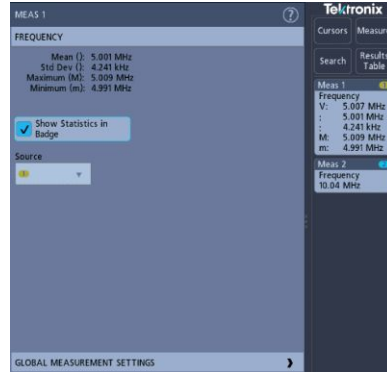 MEAS 1
?
FREQUENCY
Mean (): 5.001 MHz
Std Dev (): 4.241 kHz
Maximum (M): 5.009 MHz
Minimum (m): 4.991 MHz
Show Statistics in
Badge
Source
1
GLOBAL MEASUREMENT SETTINGS
Tektronix
Cursors
Measure
Search
Results
Table
Meas 1
1
Frequency
V: 5.007 MHz
: 5.001 MHz
: 4.241 kHz
M: 5.009 MHz
m: 4.991 MHz
Meas 2
2
Frequency
10.04 MHz